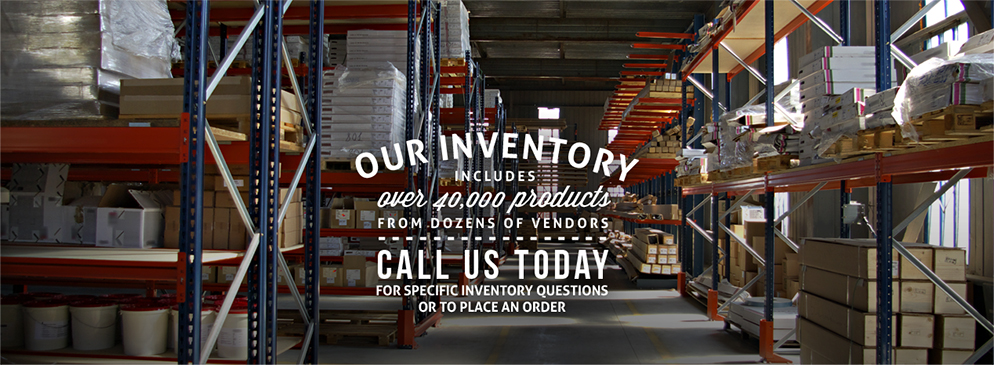 OUR INVENTORY
INCLUDES
over 40,000 products
FROM DOZENS OF VENDORS
CALL US TODAY
FOR SPECIFIC INVENTORY QUESTIONS
OR TO PLACE AN ORDER